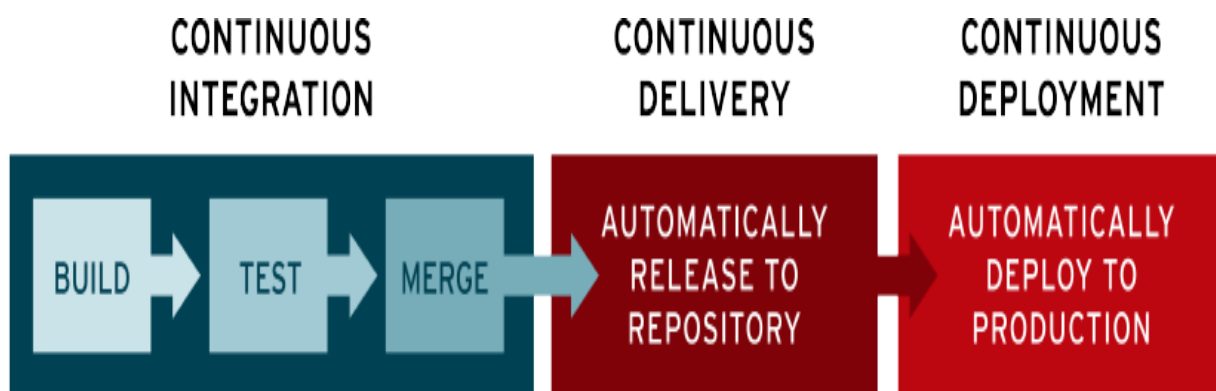 CONTINUOUS
INTEGRATION
CONTINUOUS
DELIVERY
CONTINUOUS
DEPLOYMENT
BUILD
TEST
MERGE
AUTOMATICALLY
RELEASE TO
REPOSITORY
AUTOMATICALLY
DEPLOY TO
PRODUCTION